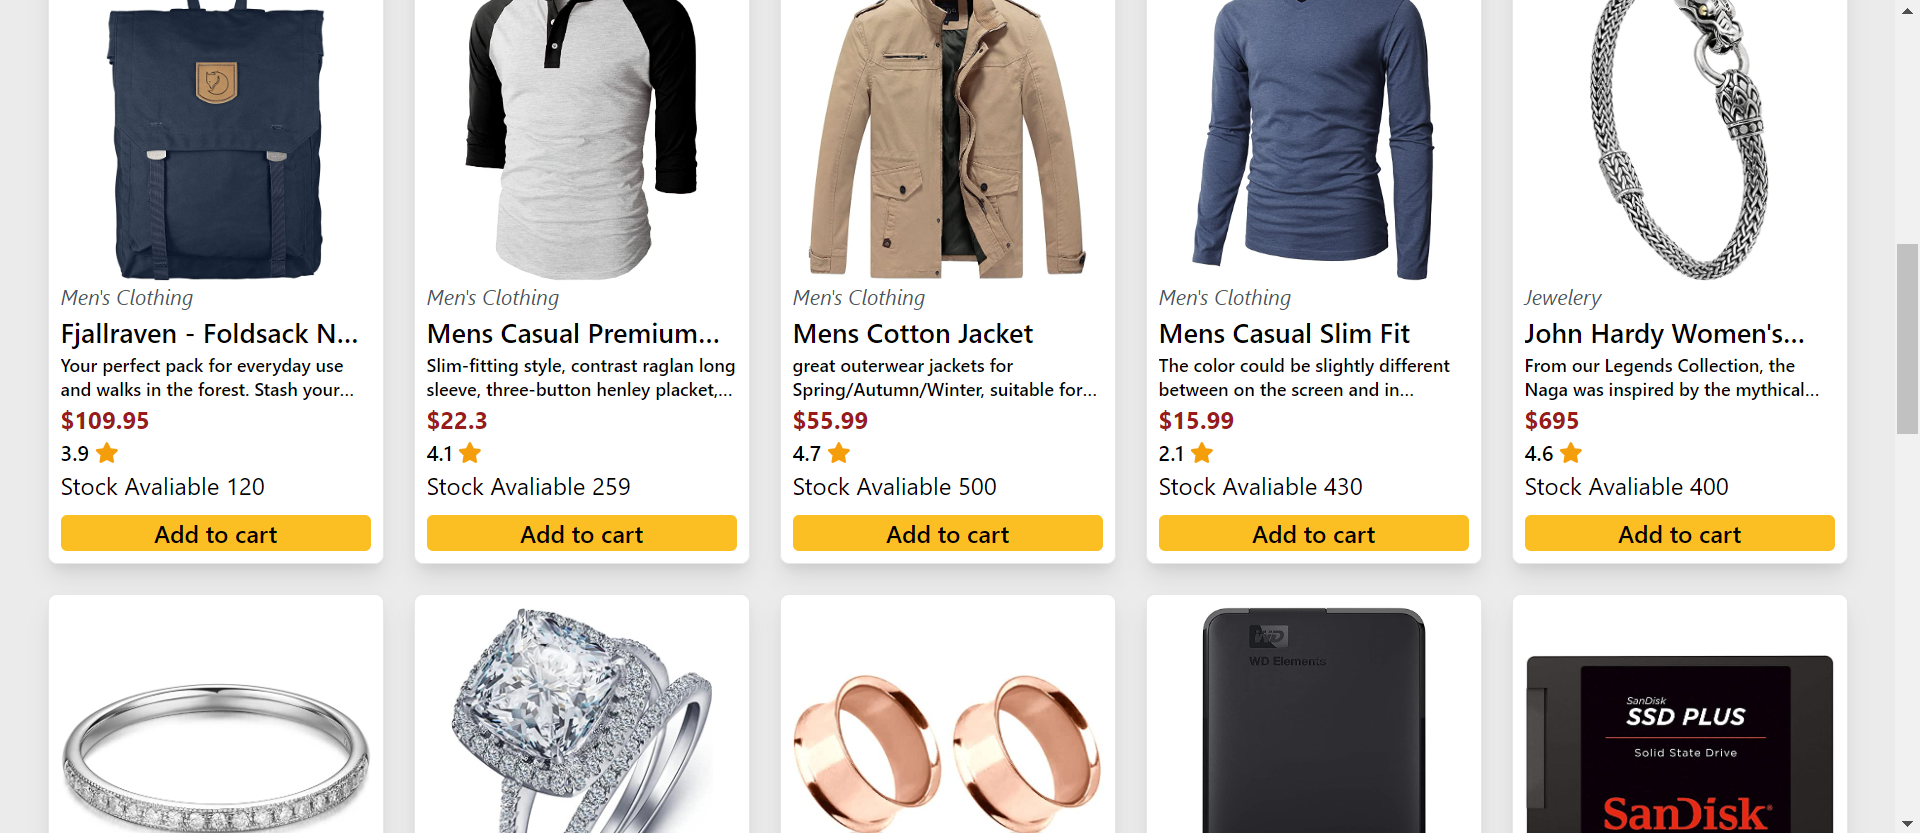 Men's Clothing
Fjallraven - Foldsack N...
Your perfect pack for everyday use
and walks in the forest. Stash your...
$109.95
3.9
Stock Avaliable 120
Add to cart
Men's Clothing
Mens Casual Premium...
Slim-fitting style, contrast raglan long
sleeve, three-button henley placket,...
$22.3
4.1
Stock Avaliable 259
Add to cart
Men's Clothing
Mens Cotton Jacket
great outerwear jackets for
Spring/Autumn/Winter, suitable for...
$55.99
4.7
Stock Avaliable 500
Add to cart
Men's Clothing
Mens Casual Slim Fit
The color could be slightly different
between on the screen and in...
$15.99
2.1
Stock Avaliable 430
Add to cart
Jewelery
John Hardy Women's...
From our Legends Collection, the
Naga was inspired by the mythical...
$695
4.6
Stock Avaliable 400
Add to cart
WD
WD Elements
SanDisk
SSD PLUS
Solid State Drive
SanDisk